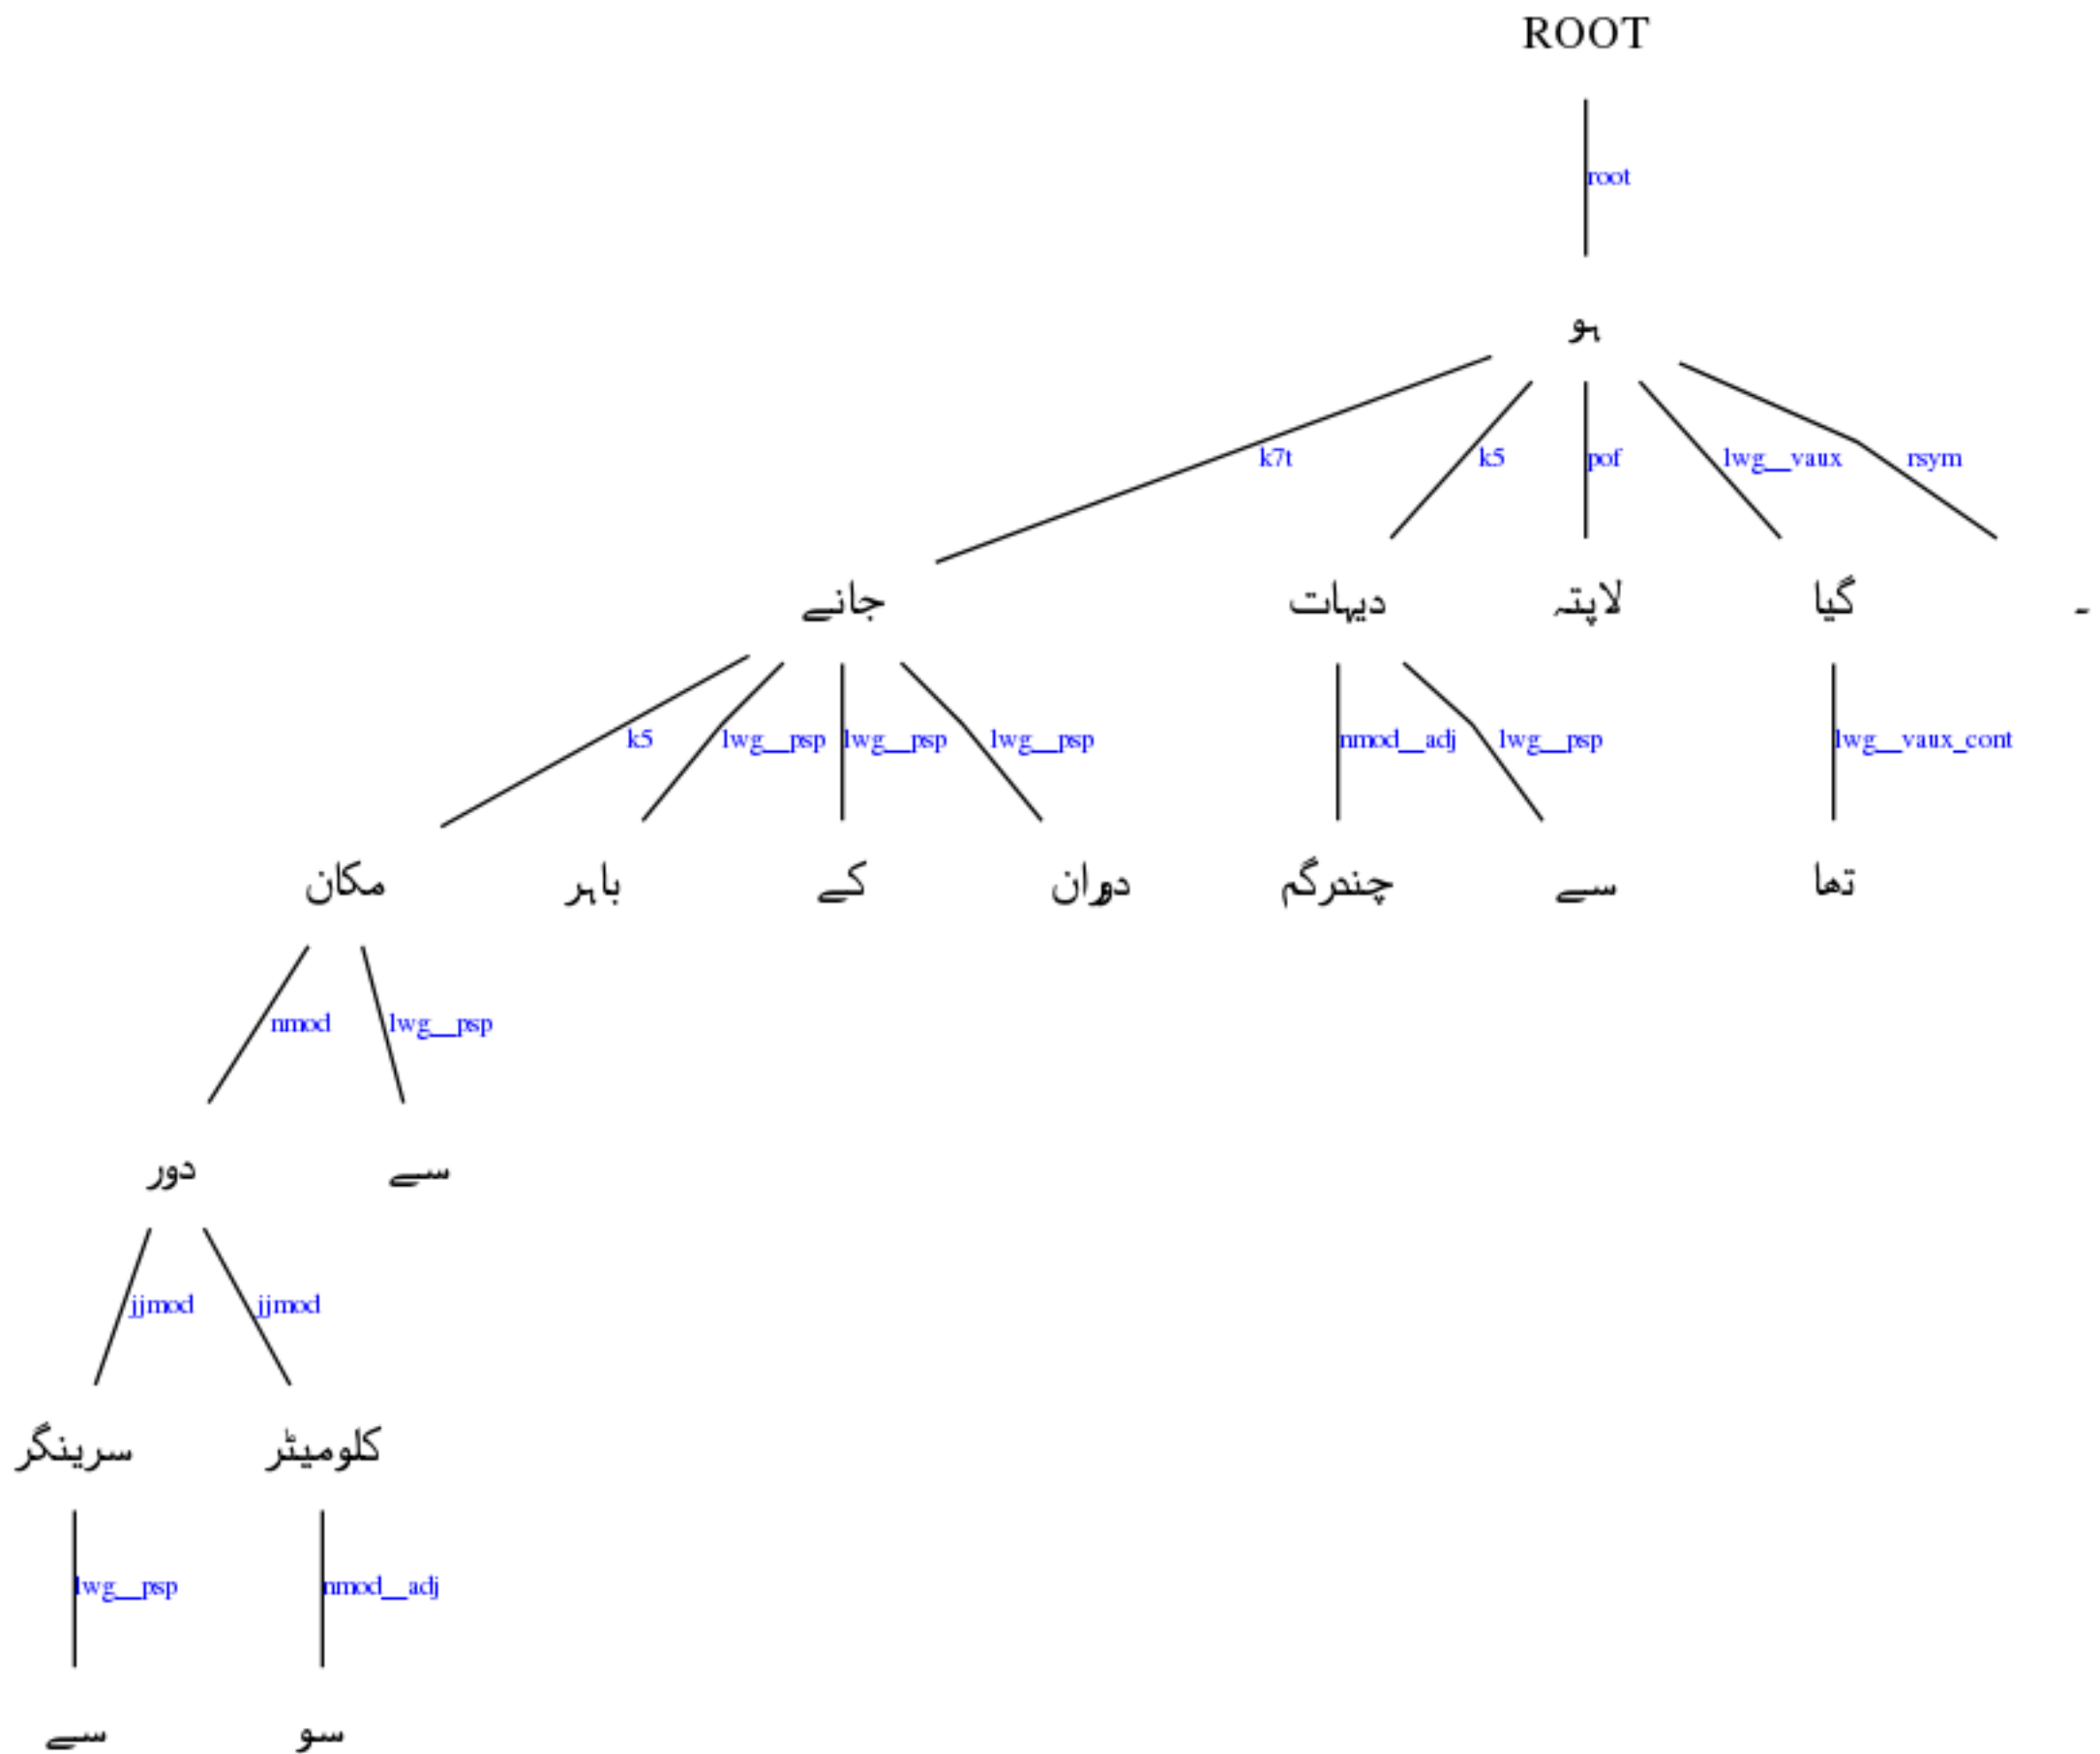 ROOT
root
ہو
k7t k5 pof lwg__vaux rsym
جانے دیہات لاپتہ گیا ۔
k5 lwg__psp lwg__psp lwg__psp nmod__adj lwg__psp lwg__vaux_cont
مکان باہر کے دوران چندرگہ سے تھا
nmod lwg__psp
دور سے
jjmod jjmod
سرینگر کلومیٹر
lwg__psp nmod__adj
سے سو